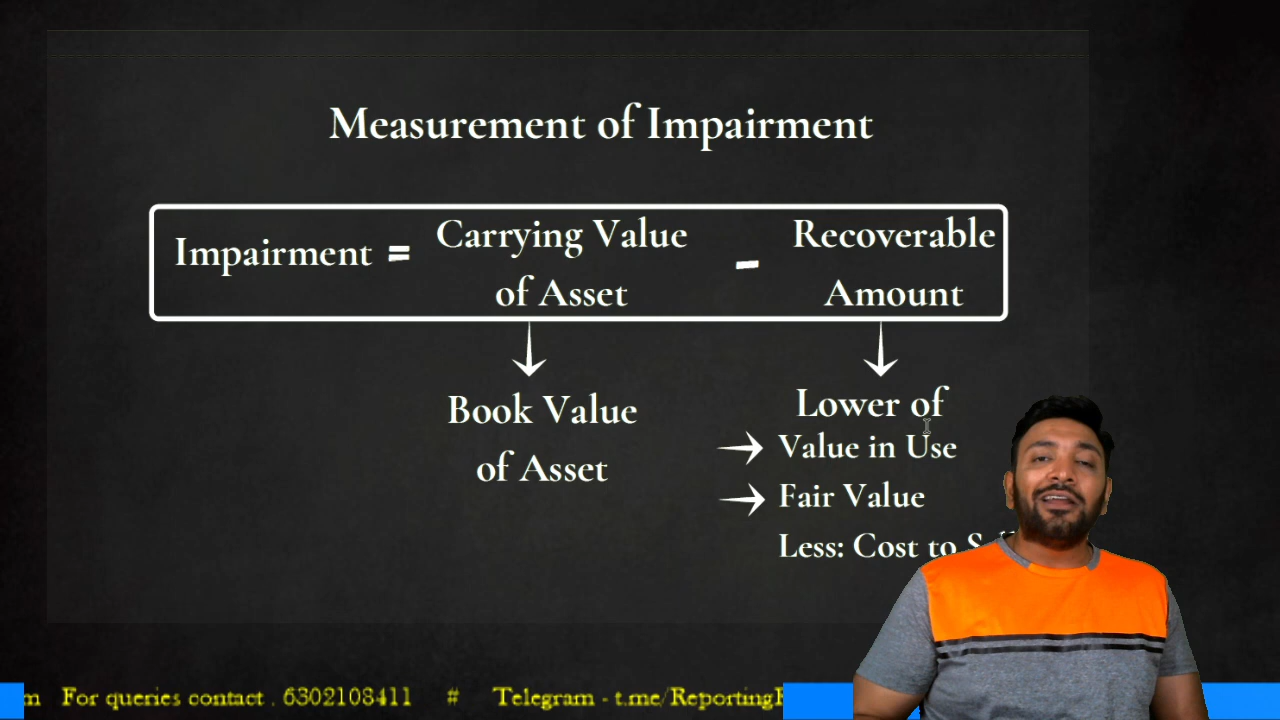 Measurement of Impairment
Impairment = Carrying Value of Asset - Recoverable Amount
Book Value
of Asset
Lower of
→ Value in Use
→ Fair Value
Less: Cost to
For queries contact . 6302108411 # Telegram - t.me/Reporting